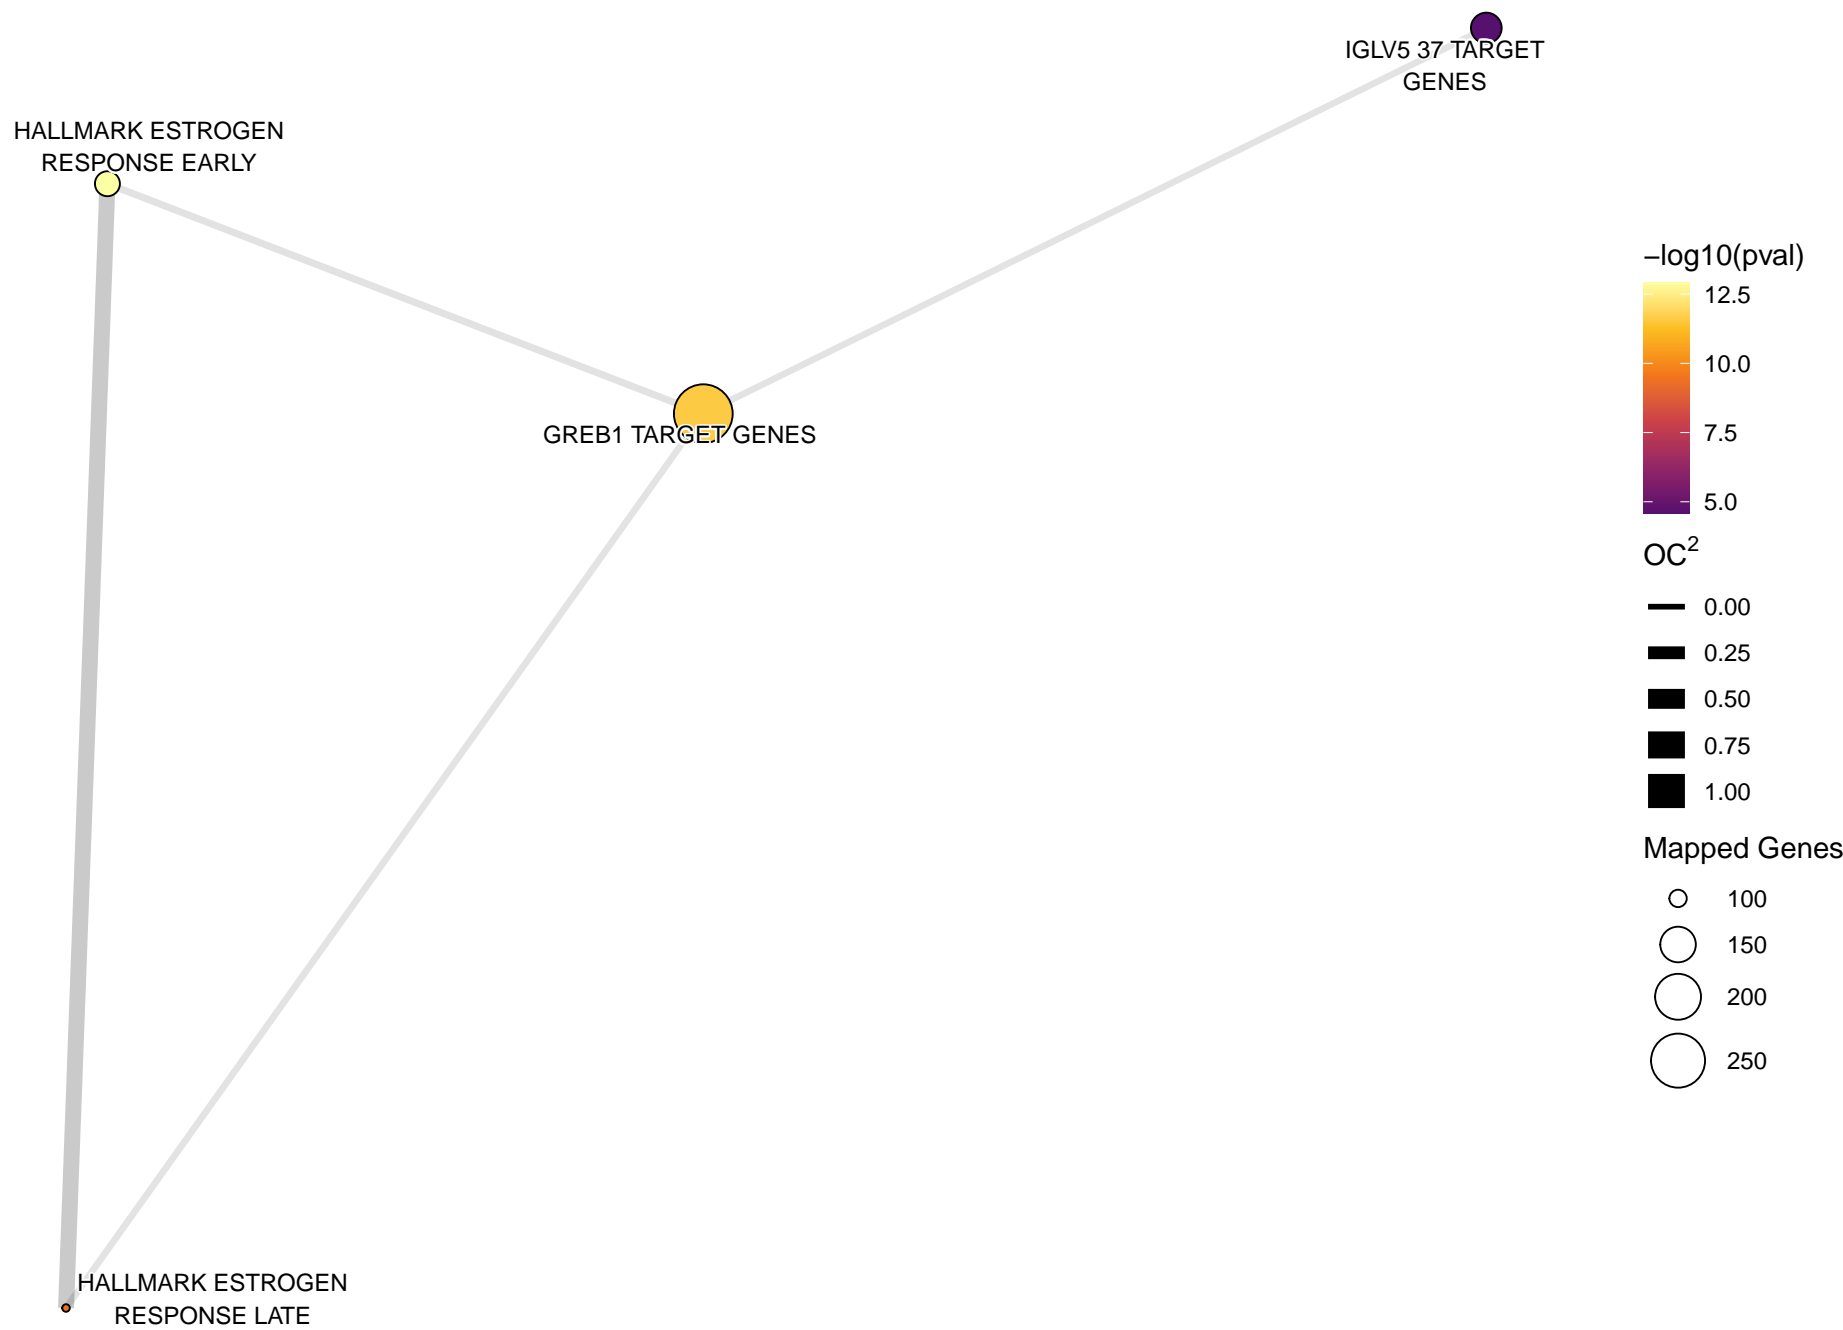 IGLV5 37 TARGET
GENES
HALLMARK ESTROGEN
RESPONSE EARLY
GREB1 TARGET GENES
HALLMARK ESTROGEN
RESPONSE LATE
−log10(pval)
12.5
10.0
7.5
5.0
OC²
0.00
0.25
0.50
0.75
1.00
Mapped Genes
100
150
200
250